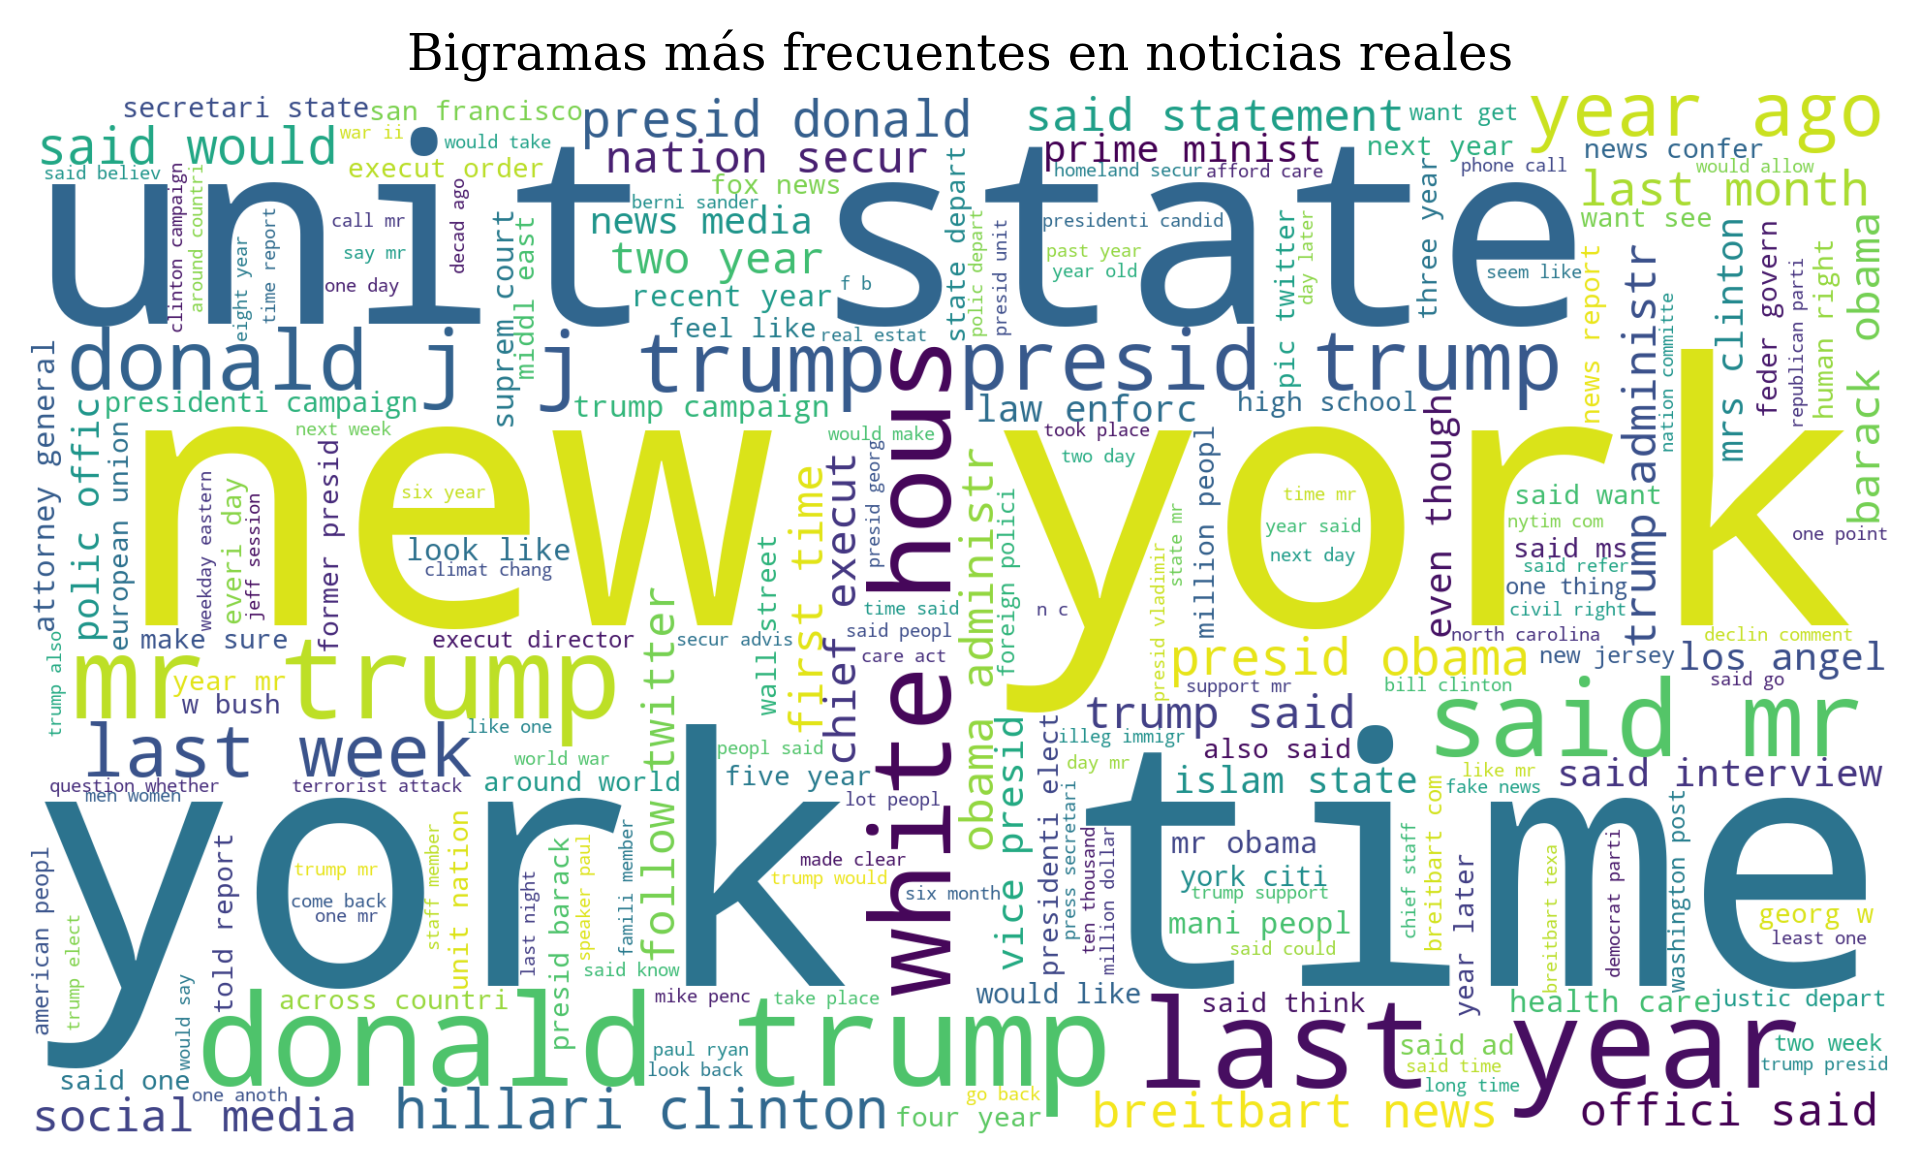 Bigramas más frecuentes en noticias reales
secretari state
san francisco
presid donald
said statement
want get
year ago
said would
war ii
would take
nation secur
prime minist
next year
news confer
said believ
execut order
fox news
homeland secur
afford care
phone call
would allow
last month
unit state
clinton campaign
around countri
call mr
decad ago
berni sander
news media
state depart
presidenti candid
three year
want see
say mr
two year
polic depart
presid unit
past year
year old
pic twitter
day later
seem like
eight year
time report
one day
suprem court
middl east
recent year
f b
feel like
real estat
news report
nation committe
trump administr
mrs clinton
feder govern
republican parti
human right
barack obama
donald j
j trump
presid trump
attorney general
polic offic
presidenti campaign
european union
next week
former presid
trump campaign
would make
law enforc
took place
high school
even though
new york
white hous
weekday eastern
everi day
jeff session
six year
look like
climat chang
first time
chief execut
presid georg
obama administr
foreign polici
two day
million peopl
state mr
presid vladimir
time mr
year said
next day
said want
nytim com
said ms
said refer
one thing
civil right
one point
make sure
execut director
secur advis
wall street
time said
said peopl
care act
n c
north carolina
declin comment
trump also
mr trump
year mr
w bush
follow twitter
presid obama
new jersey
los angel
support mr
bill clinton
said go
last week
like one
world war
peopl said
trump said
said mr
illeg immigr
also said
question whether
men women
terrorist attack
around world
five year
lot peopl
vice presid
presidenti elect
day mr
islam state
like mr
fake news
said interview
york time
american peopl
trump elect
told report
trump mr
come back
one mr
staff member
unit nation
last night
presid barack
speaker paul
famili member
made clear
trump would
six month
press secretari
ten thousand
million dollar
mr obama
york citi
trump support
mani peopl
said could
chief staff
breitbart com
year later
breitbart texa
democrat parti
washington post
georg w
least one
would say
across countri
said know
mike penc
take place
would like
said think
health care
justic depart
donald trump
last year
said one
paul ryan
look back
said ad
said time
long time
two week
trump presid
one anoth
social media
hillari clinton
go back
four year
breitbart news
offici said